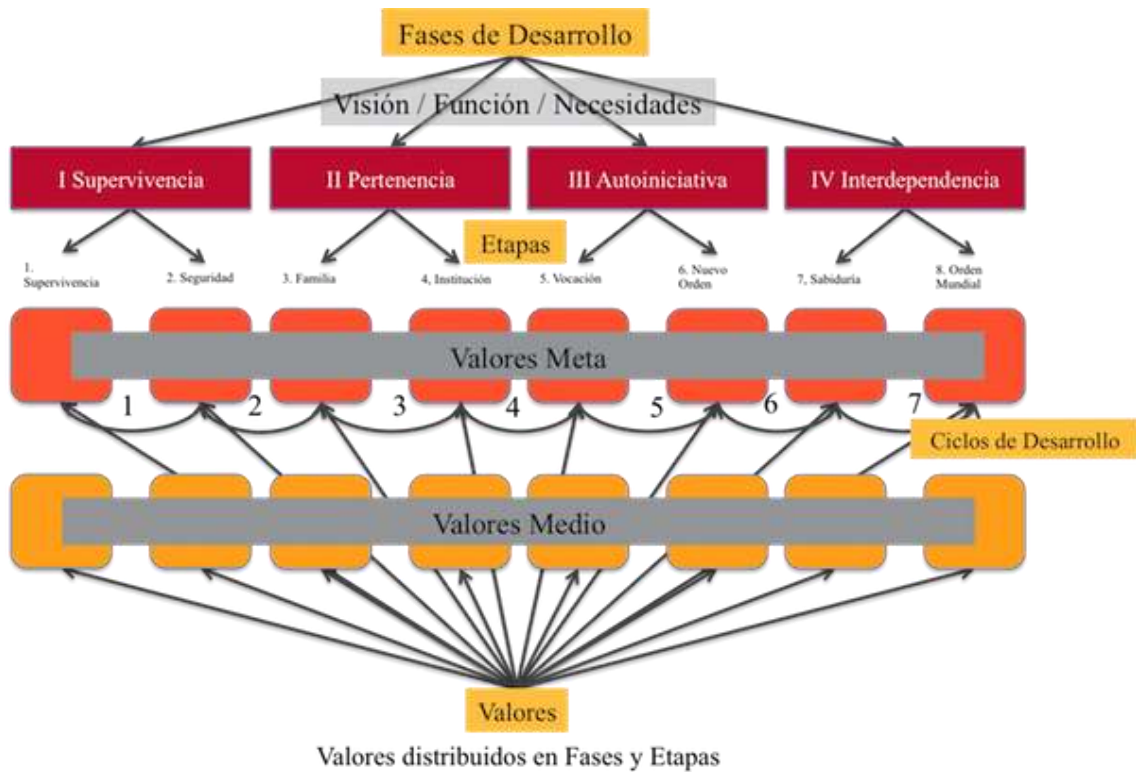 Fases de Desarrollo
Visión / Función / Necesidades
I Supervivencia
II Pertenencia
III Autoiniciativa
IV Interdependencia
Etapas
1.
Supervivencia
2. Seguridad
3. Familia
4, Institución
5. Vocación
6. Nuevo
Orden
7, Sabiduría
8. Orden
Mundial
Valores Meta
1
2
3
4
5
6
7
Ciclos de Desarrollo
Valores Medio
Valores
Valores distribuidos en Fases y Etapas